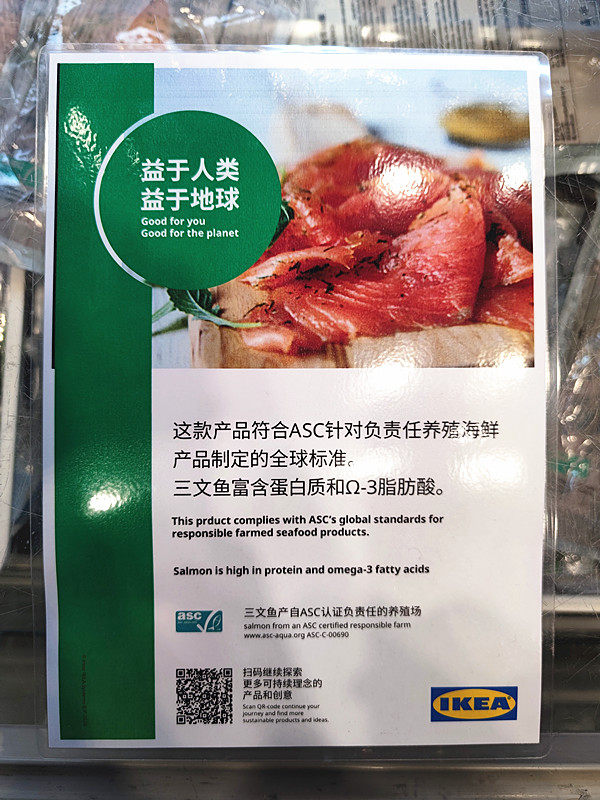 益于人类
益于地球
Good for you
Good for the planet
这款产品符合ASC针对负责任养殖海鲜
产品制定的全球标准。
三文鱼富含蛋白质和Ω-3脂肪酸。
This prduct complies with ASC's global standards for
responsible farmed seafood products.
Salmon is high in protein and omega-3 fatty acids
asc
三文鱼产自ASC认证负责任的养殖场
salmon from an ASC certified responsible farm
www.asc-aqua.org ASC-C-00690
扫码继续探索
更多可持续理念的
产品和创意
Scan QR-code continue your
journey and find more
sustainable products and ideas.
IKEA